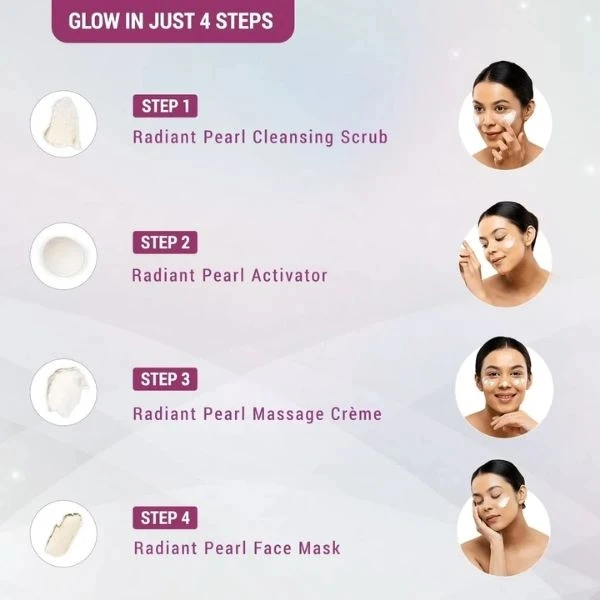 GLOW IN JUST 4 STEPS
STEP 1
Radiant Pearl Cleansing Scrub
STEP 2
Radiant Pearl Activator
STEP 3
Radiant Pearl Massage Crème
STEP 4
Radiant Pearl Face Mask